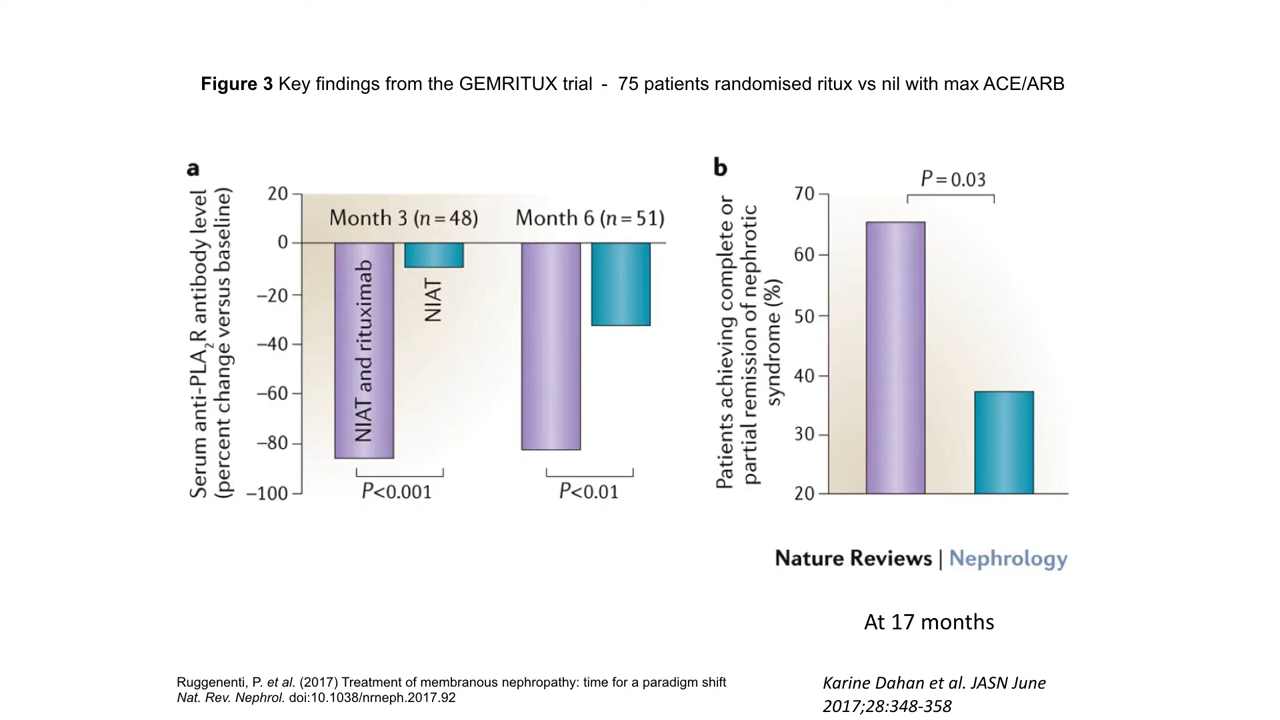 Figure 3 Key findings from the GEMRITUX trial - 75 patients randomised ritux vs nil with max ACE/ARB
a
Serum anti-PLA₂R antibody level
(percent change versus baseline)
20
0
–20
–40
–60
–80
–100
Month 3 (n = 48)
Month 6 (n = 51)
NIAT and rituximab
NIAT
P<0.001
P<0.01
b
Patients achieving complete or
partial remission of nephrotic
syndrome (%)
70
60
50
40
30
20
P = 0.03
Nature Reviews | Nephrology
At 17 months
Ruggenenti, P. et al. (2017) Treatment of membranous nephropathy: time for a paradigm shift
Nat. Rev. Nephrol. doi:10.1038/nrneph.2017.92
Karine Dahan et al. JASN June
2017;28:348-358